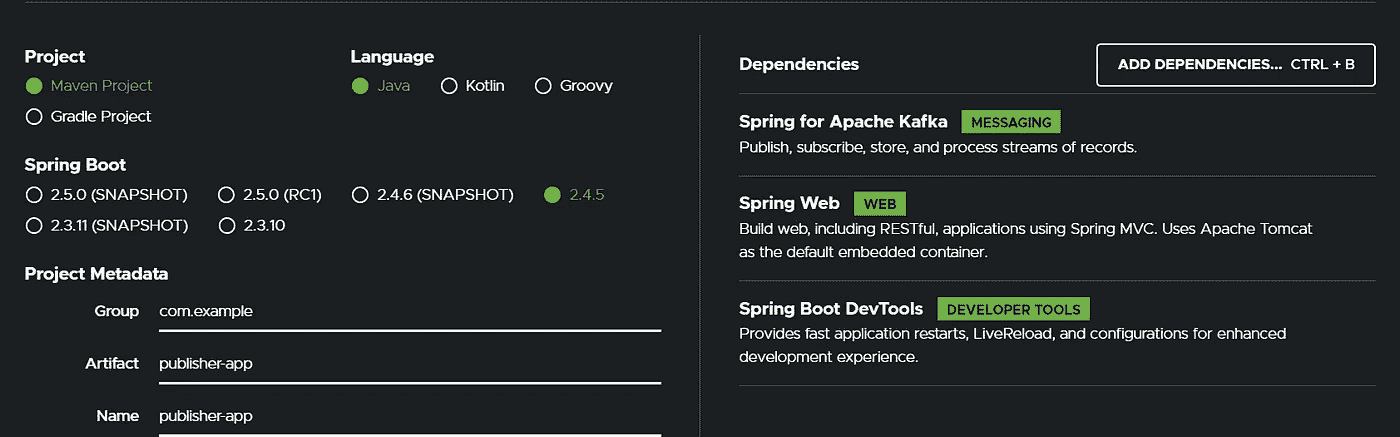 Project
Language
Maven Project
Java
Kotlin
Groovy
Gradle Project
Spring Boot
2.5.0 (SNAPSHOT)
2.5.0 (RC1)
2.4.6 (SNAPSHOT)
2.4.5
2.3.11 (SNAPSHOT)
2.3.10
Project Metadata
Group com.example
Artifact publisher-app
Name publisher-app
Dependencies
ADD DEPENDENCIES... CTRL + B
Spring for Apache Kafka MESSAGING
Publish, subscribe, store, and process streams of records.
Spring Web WEB
Build web, including RESTful, applications using Spring MVC. Uses Apache Tomcat
as the default embedded container.
Spring Boot DevTools DEVELOPER TOOLS
Provides fast application restarts, LiveReload, and configurations for enhanced
development experience.